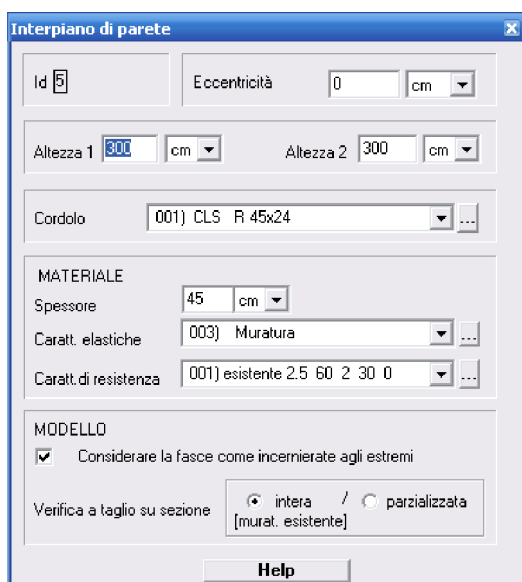 Interpiano di parete
Id 5 Eccentricità 0 cm
Altezza 1 300 cm Altezza 2 300 cm
Cordolo 001) CLS R 45x24 ...
MATERIALE
Spessore 45 cm
Caratt. elastiche 003) Muratura ...
Caratt.di resistenza 001) esistente 2.5 60 2 30 0 ...
MODELLO
Considerare la fasce come incernierate agli estremi
Verifica a taglio su sezione intera / parzializzata
[murat. esistente]
Help